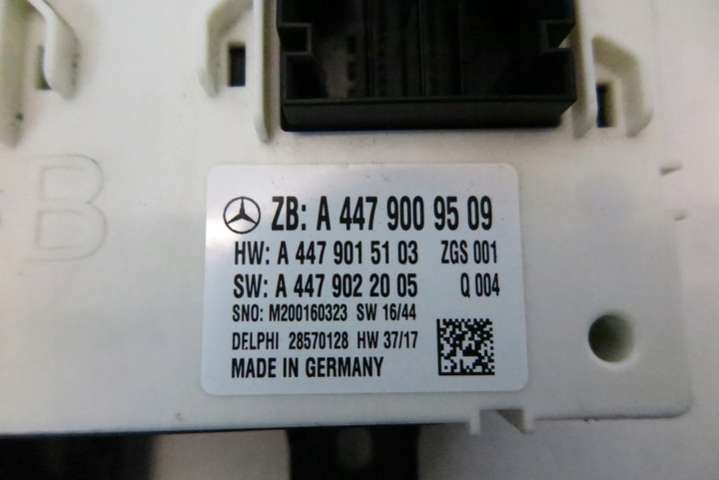 B
ZB: A 447 900 95 09
HW: A 447 901 51 03 ZGS 001
SW: A 447 902 20 05 Q 004
SNO: M200160323 SW 16/44
DELPHI 28570128 HW 37/17
MADE IN GERMANY